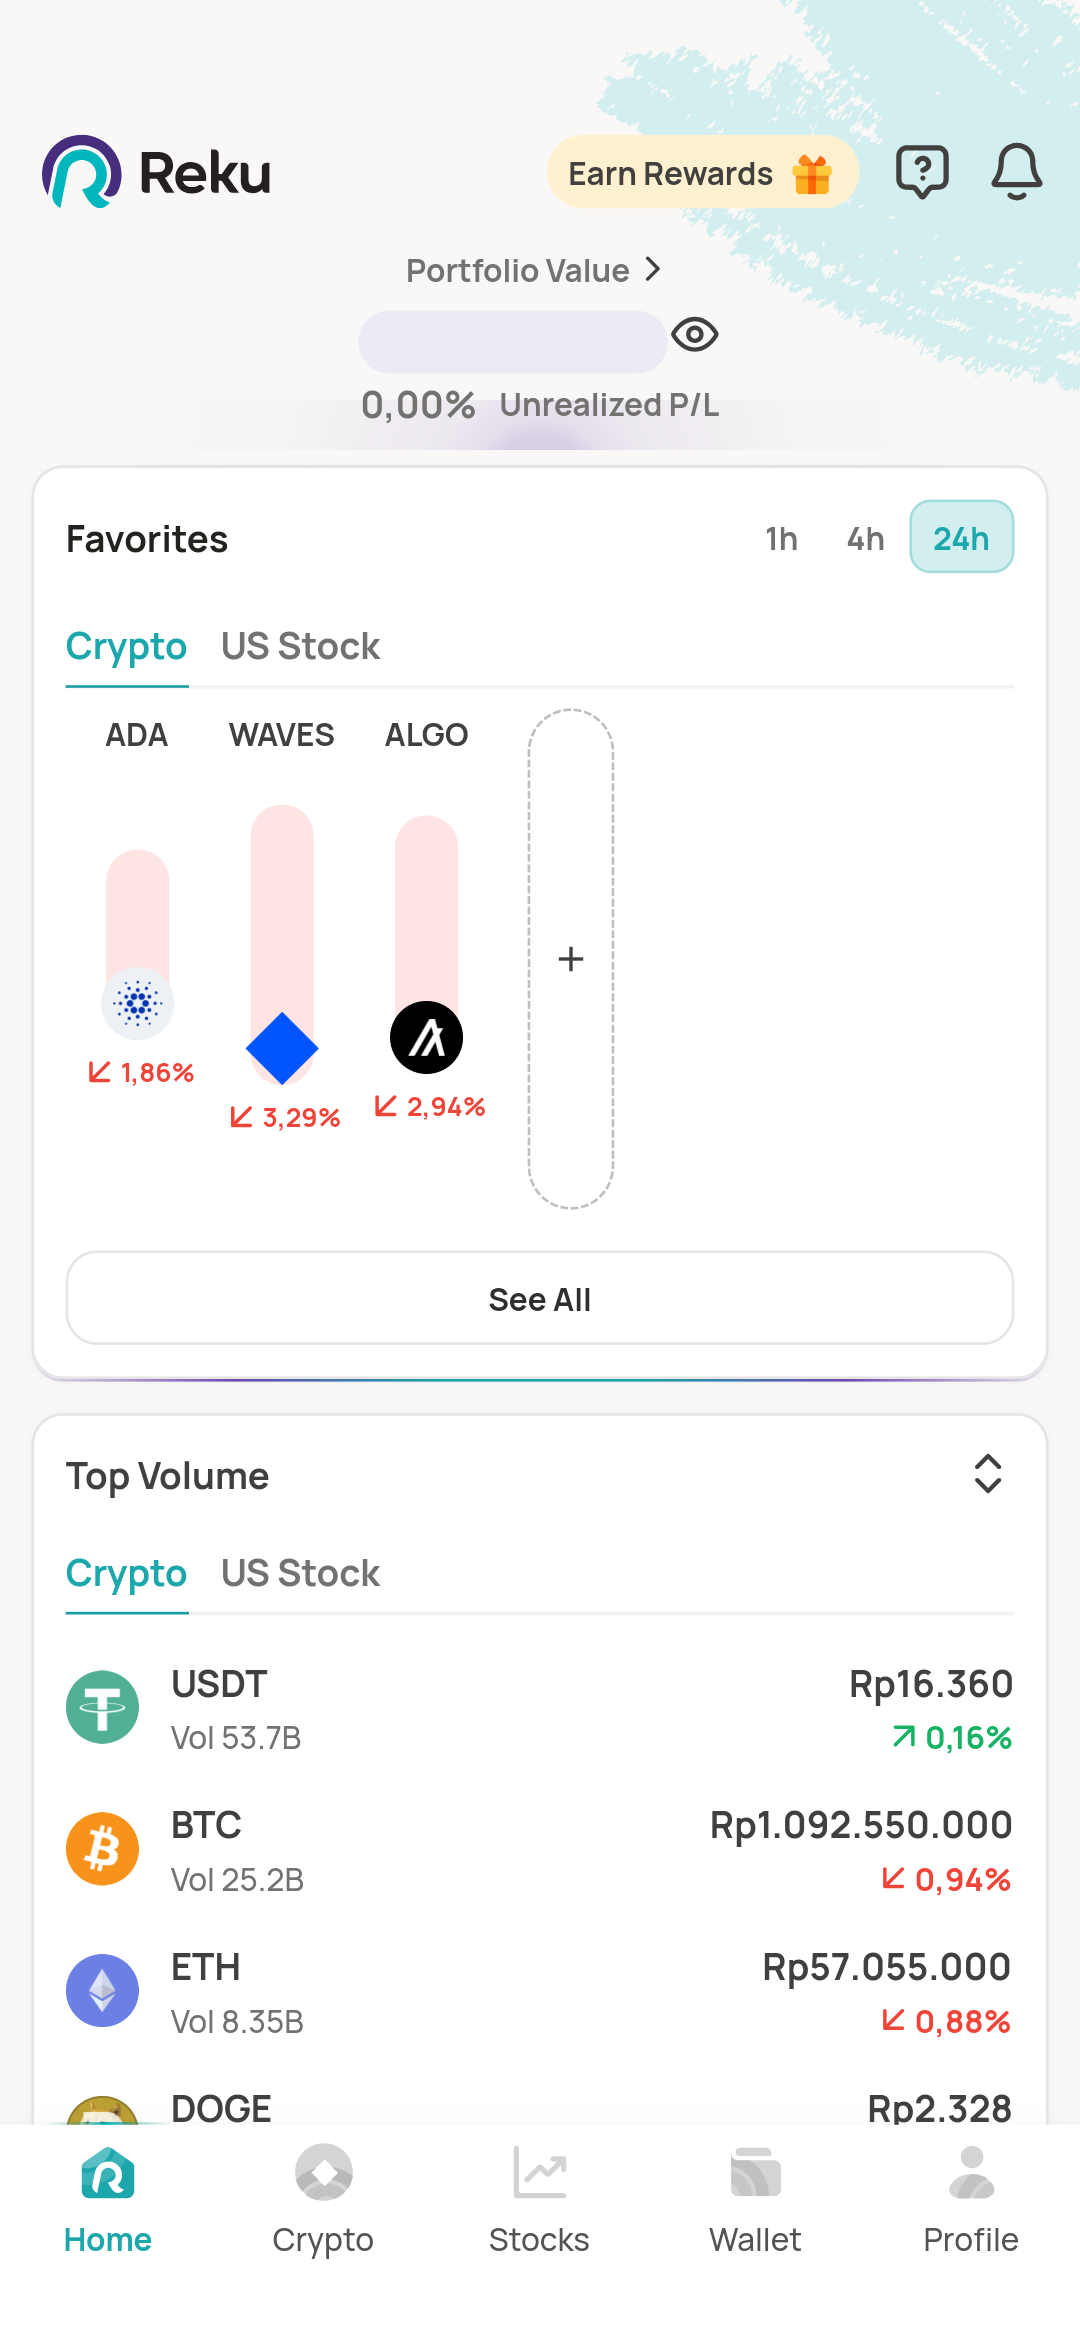 Reku
Earn Rewards
Portfolio Value
0,00% Unrealized P/L
Favorites
1h 4h 24h
Crypto US Stock
ADA WAVES ALGO
1,86%
3,29%
2,94%
+
See All
Top Volume
Crypto US Stock
USDT Rp16.360
Vol 53.7B 0,16%
BTC Rp1.092.550.000
Vol 25.2B 0,94%
ETH Rp57.055.000
Vol 8.35B 0,88%
DOGE Rp2.328
Home Crypto Stocks Wallet Profile